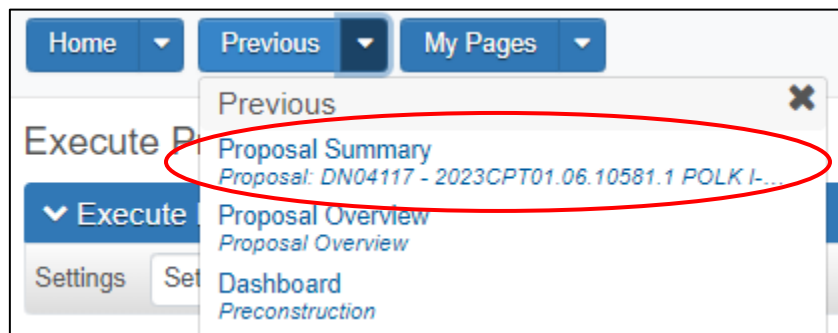 Home Previous My Pages
Previous
Execute P
Proposal Summary
Proposal: DN04117 - 2023CPT01.06.10581.1 POLK I-...
Execute
Proposal Overview
Proposal Overview
Settings Set
Dashboard
Preconstruction